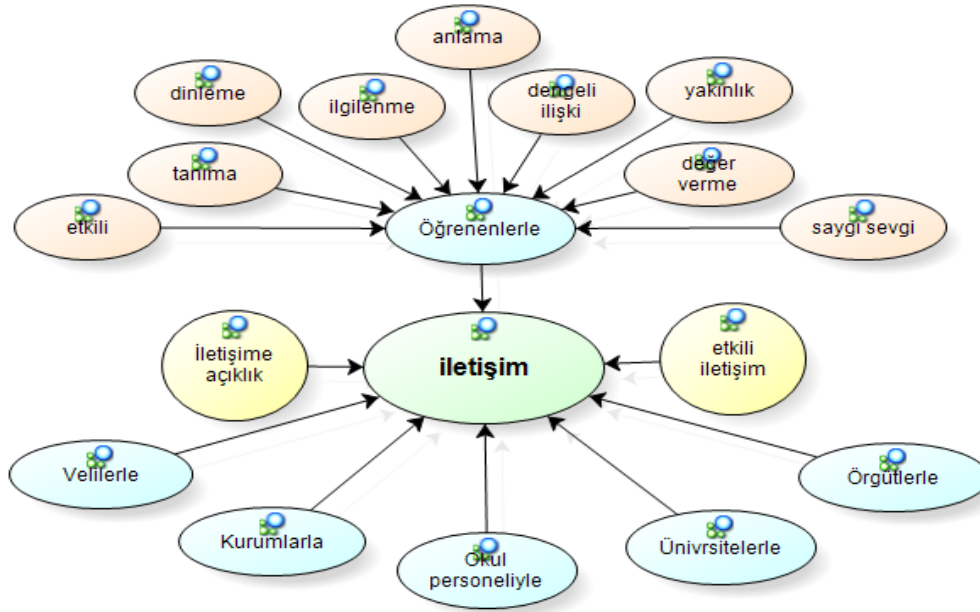 anlama
dinleme
ilgilenme
dengeli
ilişki
yakınlık
tanıma
değer
verme
etkili
Öğrenenlerle
saygı sevgi
İletişime
açıklık
iletişim
etkili
iletişim
Velilerle
Örgütlerle
Kurumlarla
Okul
personeliyle
Ünivrsitelerle